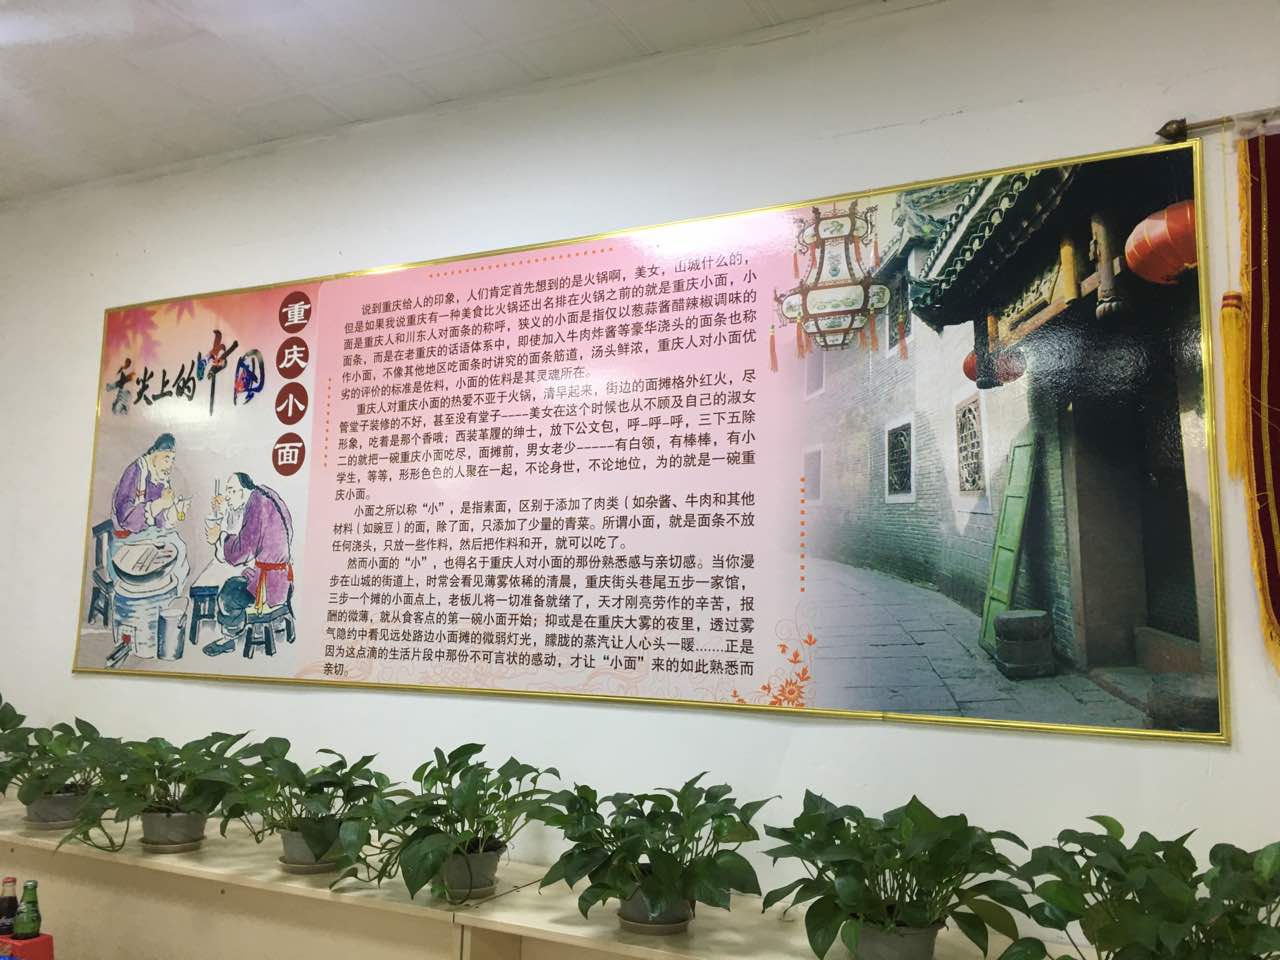 舌尖上的中国
重庆小面
说到重庆给人的印象，人们肯定首先想到的是火锅啊，美女，山城什么的，
但是如果我说重庆有一种美食比火锅还出名排在火锅之前的就是重庆小面，小
面是重庆人和川东人对面条的称呼，狭义的小面是指仅以葱蒜酱醋辣椒调味的
面条，而是在老重庆的话语体系中，即使加入牛肉炸酱等豪华浇头的面条也称
作小面，不像其他地区吃面条时讲究的面条筋道，汤头鲜浓，重庆人对小面优
劣的评价的标准是佐料，小面的佐料是其灵魂所在。
重庆人对重庆小面的热爱不亚于火锅，清早起来，街边的面摊格外红火，尽
管堂子装修的不好，甚至没有堂子----美女在这个时候也从不顾及自己的淑女
形象，吃着是那个香哦；西装革履的绅士，放下公文包，呼-呼-呼，三下五除
二的就把一碗重庆小面吃尽，面摊前，男女老少-----有白领，有棒棒，有小
学生，等等，形形色色的人聚在一起，不论身世，不论地位，为的就是一碗重
庆小面。
小面之所以称“小”，是指素面，区别于添加了肉类（如杂酱、牛肉和其他
材料（如豌豆）的面，除了面，只添加了少量的青菜。所谓小面，就是面条不放
任何浇头，只放一些作料，然后把作料和开，就可以吃了。
然而小面的“小”，也得名于重庆人对小面的那份熟悉感与亲切感。当你漫
步在山城的街道上，时常会看见薄雾依稀的清晨，重庆街头巷尾五步一家馆，
三步一个摊的小面点上，老板儿将一切准备就绪了，天才刚亮劳作的辛苦，报
酬的微薄，就从食客点的第一碗小面开始；抑或是在重庆大雾的夜里，透过雾
气隐约中看见远处路边小面摊的微弱灯光，朦胧的蒸汽让人心头一暖.......正是
因为这点滴的生活片段中那份不可言状的感动，才让“小面”来的如此熟悉而
亲切。